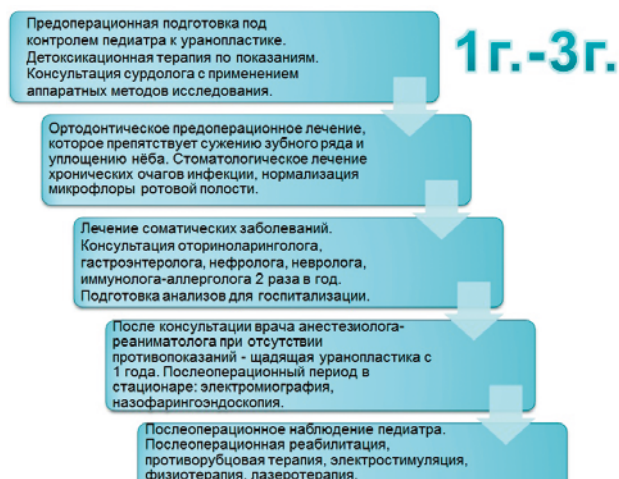 Предоперационная подготовка под
контролем педиатра к уранопластике.
Детоксикационная терапия по показаниям.
Консультация сурдолога с применением
аппаратных методов исследования.
1г.-3г.
Ортодонтическое предоперационное лечение,
которое препятствует сужению зубного ряда и
уплощению нёба. Стоматологическое лечение
хронических очагов инфекции, нормализация
микрофлоры ротовой полости.
Лечение соматических заболеваний.
Консультация оториноларинголога,
гастроэнтеролога, нефролога, невролога,
иммунолога-аллерголога 2 раза в год.
Подготовка анализов для госпитализации.
После консультации врача анестезиолога-
реаниматолога при отсутствии
противопоказаний - щадящая уранопластика с
1 года. Послеоперационный период в
стационаре: электромиография,
назофарингоэндоскопия.
Послеоперационное наблюдение педиатра.
Послеоперационная реабилитация,
противорубцовая терапия, электростимуляция,
физиотерапия, лазеротерапия.